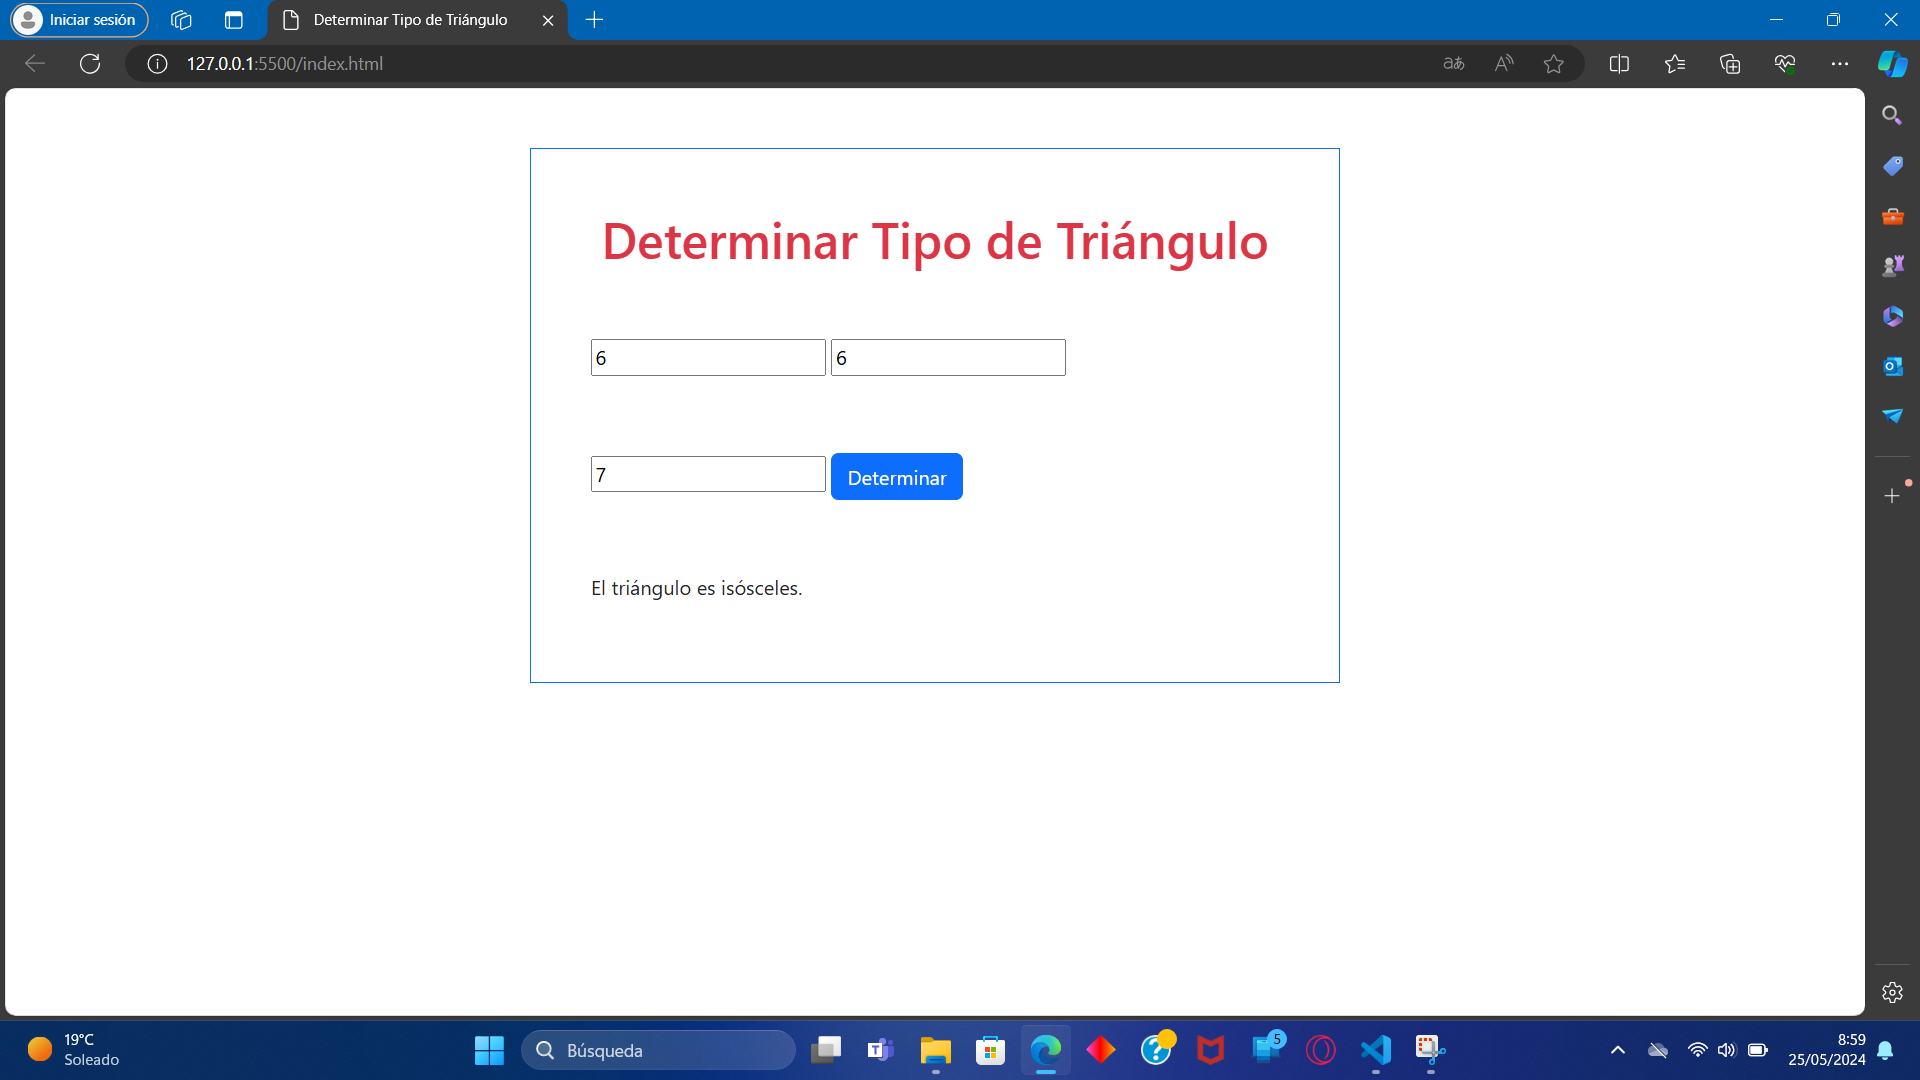 Iniciar sesión
Determinar Tipo de Triángulo
127.0.0.1:5500/index.html
Determinar Tipo de Triángulo
6 6
7 Determinar
El triángulo es isósceles.
19°C
Soleado
Búsqueda
5
8:59
25/05/2024